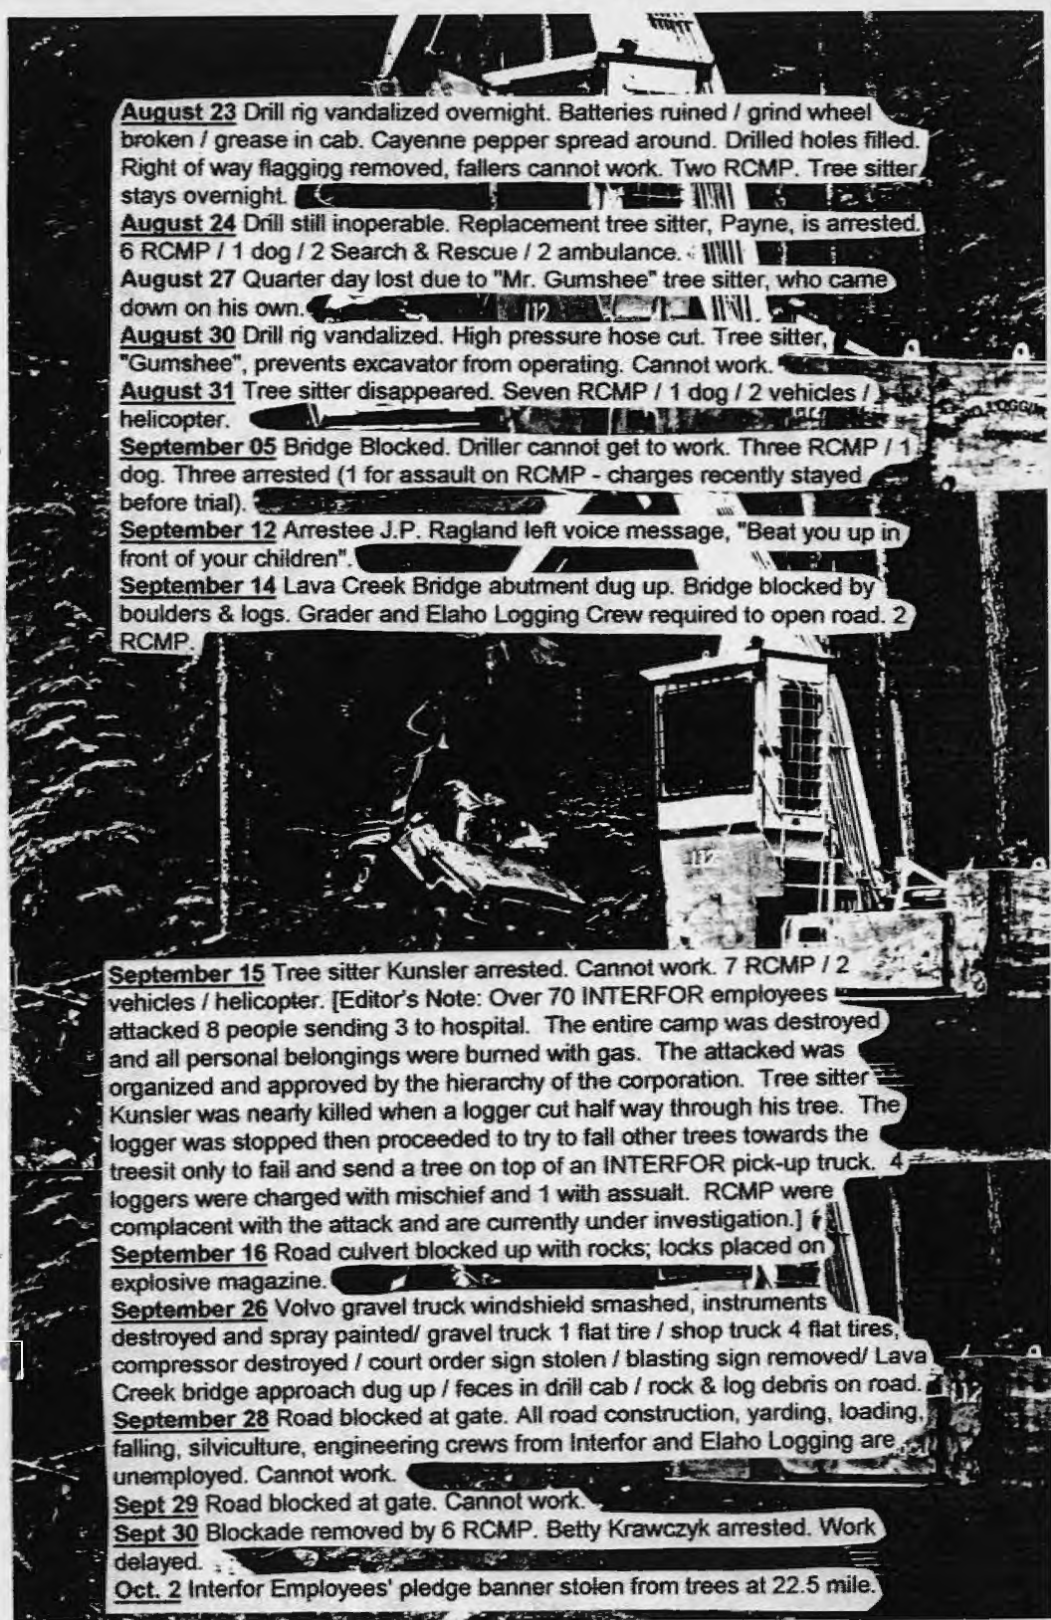 August 23 Drill rig vandalized overnight. Batteries ruined / grind wheel
broken / grease in cab. Cayenne pepper spread around. Drilled holes filled.
Right of way flagging removed, fallers cannot work. Two RCMP. Tree sitter
stays overnight.
August 24 Drill still inoperable. Replacement tree sitter, Payne, is arrested.
6 RCMP / 1 dog / 2 Search & Rescue / 2 ambulance.
August 27 Quarter day lost due to "Mr. Gumshee" tree sitter, who came
down on his own.
112
August 30 Drill rig vandalized. High pressure hose cut. Tree sitter,
"Gumshee", prevents excavator from operating. Cannot work.
August 31 Tree sitter disappeared. Seven RCMP / 1 dog / 2 vehicles /
helicopter.
LOGGING
September 05 Bridge Blocked. Driller cannot get to work. Three RCMP / 1
dog. Three arrested (1 for assault on RCMP - charges recently stayed
before trial).
September 12 Arrestee J.P. Ragland left voice message, "Beat you up in
front of your children".
September 14 Lava Creek Bridge abutment dug up. Bridge blocked by
boulders & logs. Grader and Elaho Logging Crew required to open road. 2
RCMP.
112
September 15 Tree sitter Kunsler arrested. Cannot work. 7 RCMP / 2
vehicles / helicopter. [Editor's Note: Over 70 INTERFOR employees
attacked 8 people sending 3 to hospital. The entire camp was destroyed
and all personal belongings were burned with gas. The attacked was
organized and approved by the hierarchy of the corporation. Tree sitter
Kunsler was nearly killed when a logger cut half way through his tree. The
logger was stopped then proceeded to try to fall other trees towards the
treesit only to fail and send a tree on top of an INTERFOR pick-up truck. 4
loggers were charged with mischief and 1 with assualt. RCMP were
complacent with the attack and are currently under investigation.]
September 16 Road culvert blocked up with rocks; locks placed on
explosive magazine.
September 26 Volvo gravel truck windshield smashed, instruments
destroyed and spray painted/ gravel truck 1 flat tire / shop truck 4 flat tires,
compressor destroyed / court order sign stolen / blasting sign removed/ Lava
Creek bridge approach dug up / feces in drill cab / rock & log debris on road.
September 28 Road blocked at gate. All road construction, yarding, loading,
falling, silviculture, engineering crews from Interfor and Elaho Logging are
unemployed. Cannot work.
Sept 29 Road blocked at gate. Cannot work.
Sept 30 Blockade removed by 6 RCMP. Betty Krawczyk arrested. Work
delayed.
Oct. 2 Interfor Employees' pledge banner stolen from trees at 22.5 mile.